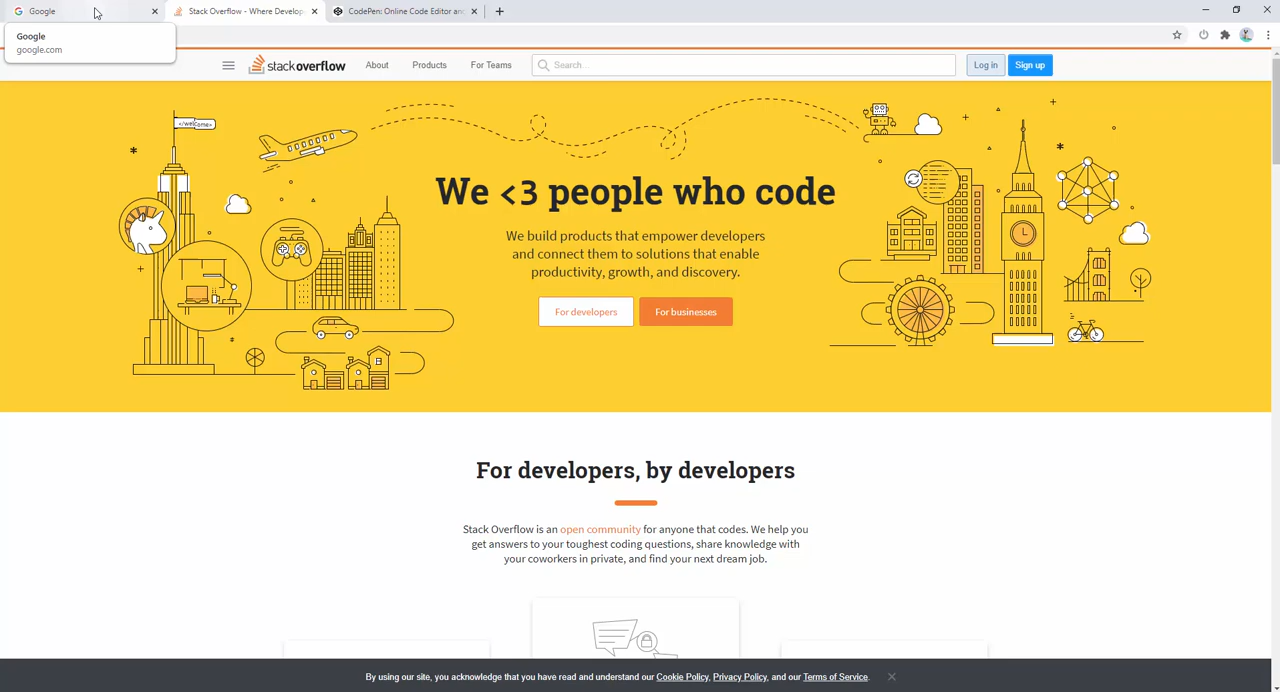 Google
Stack Overflow - Where Develop
CodePen: Online Code Editor and
Google
google.com
stackoverflow
About
Products
For Teams
Search...
Log in
Sign up
</welcome>
We <3 people who code
We build products that empower developers
and connect them to solutions that enable
productivity, growth, and discovery.
For developers
For businesses
For developers, by developers
Stack Overflow is an open community for anyone that codes. We help you
get answers to your toughest coding questions, share knowledge with
your coworkers in private, and find your next dream job.
By using our site, you acknowledge that you have read and understand our Cookie Policy, Privacy Policy, and our Terms of Service.